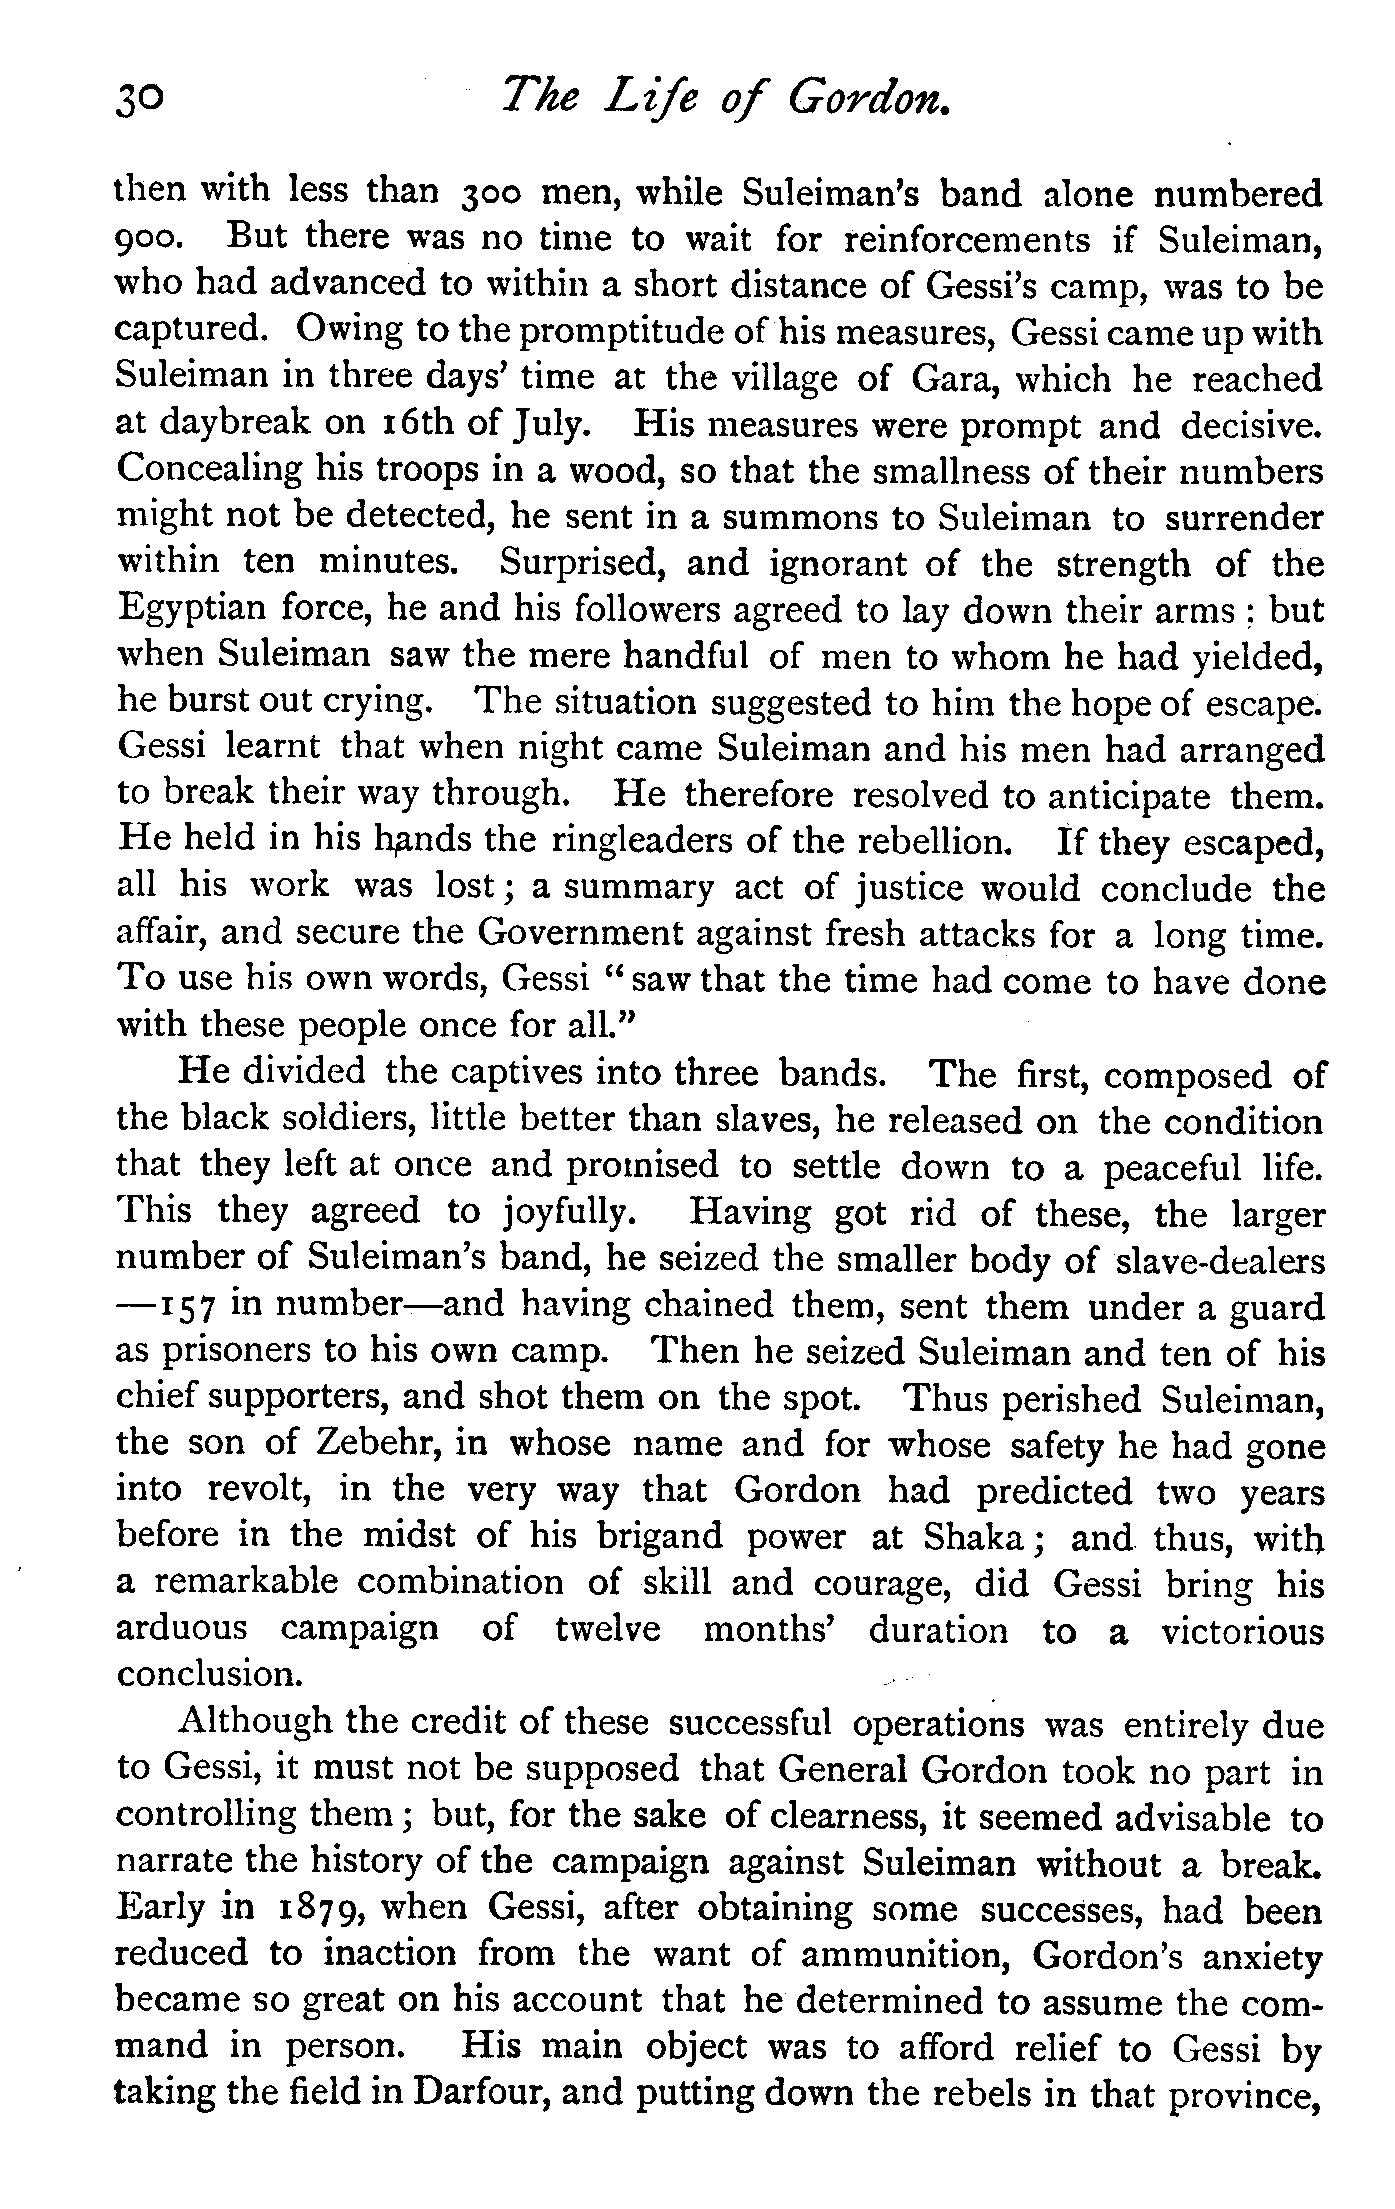 30 The Life of Gordon.
then with less than 300 men, while Suleiman's band alone numbered
900. But there was no time to wait for reinforcements if Suleiman,
who had advanced to within a short distance of Gessi's camp, was to be
captured. Owing to the promptitude of his measures, Gessi came up with
Suleiman in three days' time at the village of Gara, which he reached
at daybreak on 16th of July. His measures were prompt and decisive.
Concealing his troops in a wood, so that the smallness of their numbers
might not be detected, he sent in a summons to Suleiman to surrender
within ten minutes. Surprised, and ignorant of the strength of the
Egyptian force, he and his followers agreed to lay down their arms ; but
when Suleiman saw the mere handful of men to whom he had yielded,
he burst out crying. The situation suggested to him the hope of escape.
Gessi learnt that when night came Suleiman and his men had arranged
to break their way through. He therefore resolved to anticipate them.
He held in his hands the ringleaders of the rebellion. If they escaped,
all his work was lost ; a summary act of justice would conclude the
affair, and secure the Government against fresh attacks for a long time.
To use his own words, Gessi “ saw that the time had come to have done
with these people once for all.”
He divided the captives into three bands. The first, composed of
the black soldiers, little better than slaves, he released on the condition
that they left at once and promised to settle down to a peaceful life.
This they agreed to joyfully. Having got rid of these, the larger
number of Suleiman's band, he seized the smaller body of slave-dealers
—157 in number—and having chained them, sent them under a guard
as prisoners to his own camp. Then he seized Suleiman and ten of his
chief supporters, and shot them on the spot. Thus perished Suleiman,
the son of Zebehr, in whose name and for whose safety he had gone
into revolt, in the very way that Gordon had predicted two years
before in the midst of his brigand power at Shaka ; and thus, with
a remarkable combination of skill and courage, did Gessi bring his
arduous campaign of twelve months' duration to a victorious
conclusion.
Although the credit of these successful operations was entirely due
to Gessi, it must not be supposed that General Gordon took no part in
controlling them ; but, for the sake of clearness, it seemed advisable to
narrate the history of the campaign against Suleiman without a break.
Early in 1879, when Gessi, after obtaining some successes, had been
reduced to inaction from the want of ammunition, Gordon's anxiety
became so great on his account that he determined to assume the com-
mand in person. His main object was to afford relief to Gessi by
taking the field in Darfour, and putting down the rebels in that province,